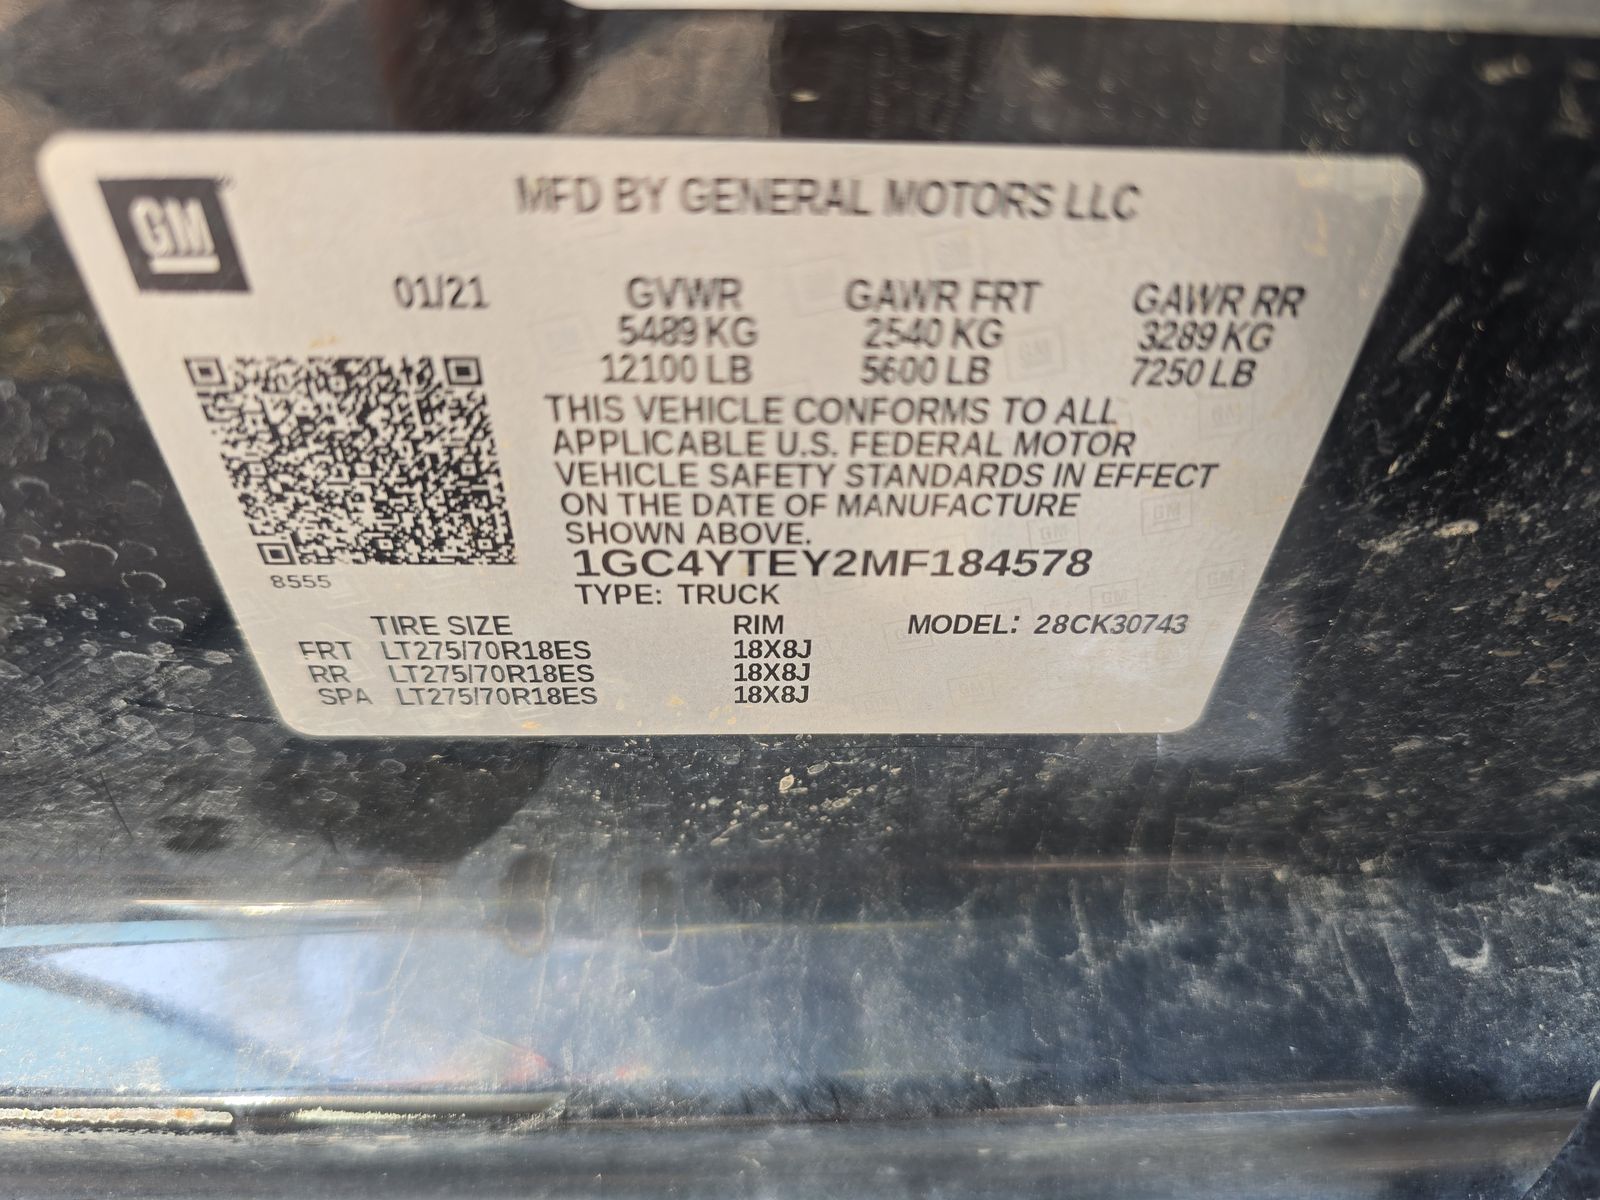 GM
MFD BY GENERAL MOTORS LLC
01/21 GVWR GAWR FRT GAWR RR
5489 KG 2540 KG 3289 KG
12100 LB 5600 LB 7250 LB
THIS VEHICLE CONFORMS TO ALL
APPLICABLE U.S. FEDERAL MOTOR
VEHICLE SAFETY STANDARDS IN EFFECT
ON THE DATE OF MANUFACTURE
SHOWN ABOVE.
1GC4YTEY2MF184578
8555
TYPE: TRUCK
TIRE SIZE RIM MODEL: 28CK30743
FRT LT275/70R18ES 18X8J
RR LT275/70R18ES 18X8J
SPA LT275/70R18ES 18X8J